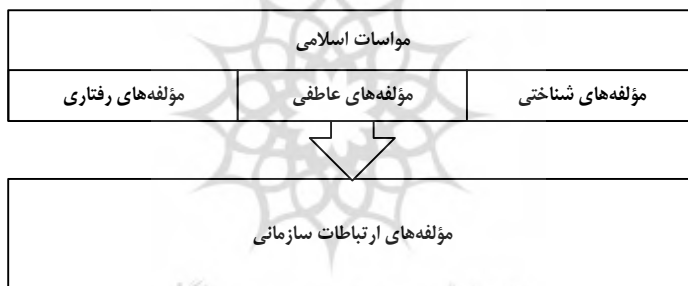 مواسات اسلامی
مؤلفه‌های شناختی مؤلفه‌های عاطفی مؤلفه‌های رفتاری
مؤلفه‌های ارتباطات سازمانی